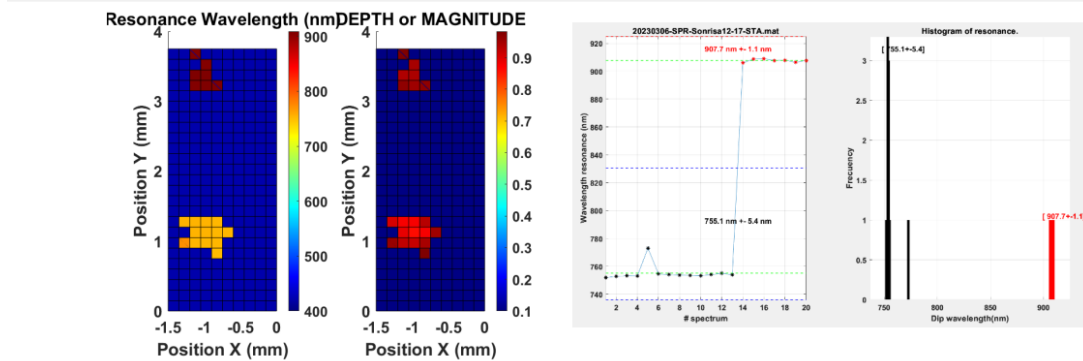 Resonance Wavelength (nm)
DEPTH or MAGNITUDE
Position Y (mm)
4
3
2
1
0
-1.5 -1 -0.5 0
Position X (mm)
900
800
700
600
500
400
Position Y (mm)
4
3
2
1
0
-1.5 -1 -0.5 0
Position X (mm)
0.9
0.8
0.7
0.6
0.5
0.4
0.3
0.2
0.1
20230306-SPR-Sonrisa12-17-STA.mat
907.7 nm +- 1.1 nm
755.1 nm +- 5.4 nm
Wavelength resonance (nm)
920
900
880
860
840
820
800
780
760
740
2 4 6 8 10 12 14 16 18 20
# spectrum
Histogram of resonance.
[ 755.1+-5.4]
[ 907.7+-1.1
Frecuency
3
2.5
2
1.5
1
0.5
0
750 800 850 900
Dip wavelength(nm)